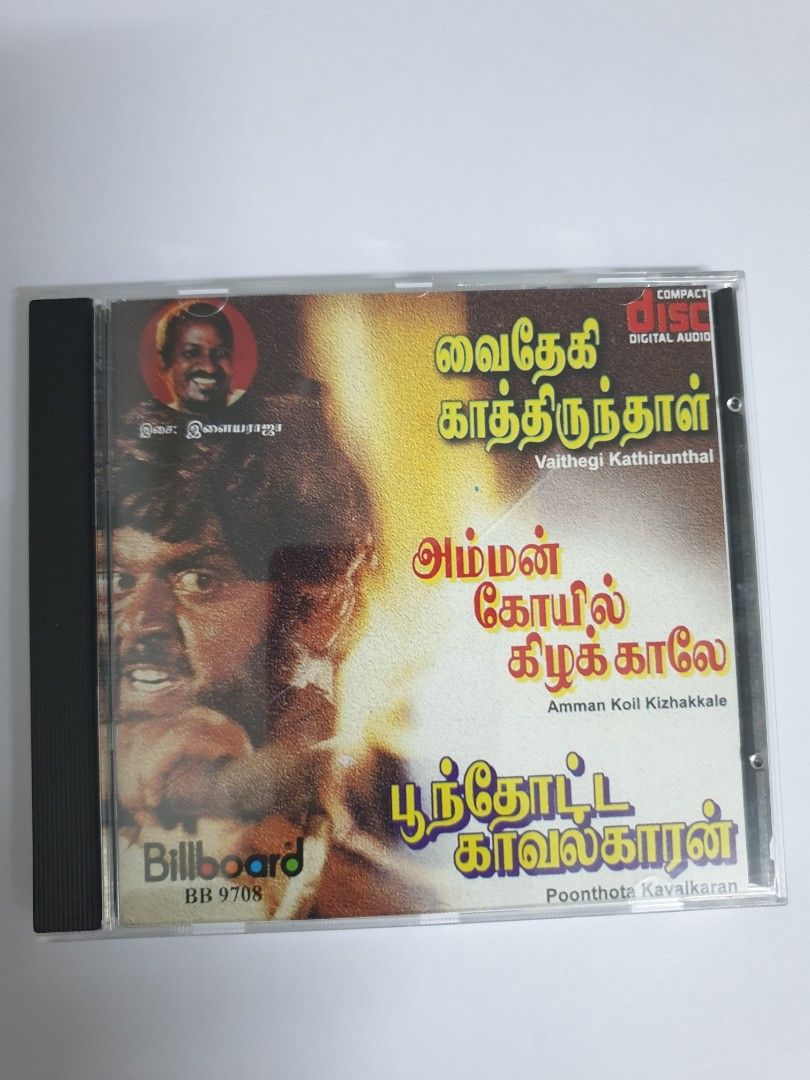 COMPACT
disc
DIGITAL AUDIO
இசை: இளையராஜா
வைதேகி
காத்திருந்தாள்
Vaithegi Kathirunthal
அம்மன்
கோயில்
கிழக்காலே
Amman Koil Kizhakkale
பூந்தோட்ட
காவல்காரன்
Poonthota Kavalkaran
Billboard
BB 9708